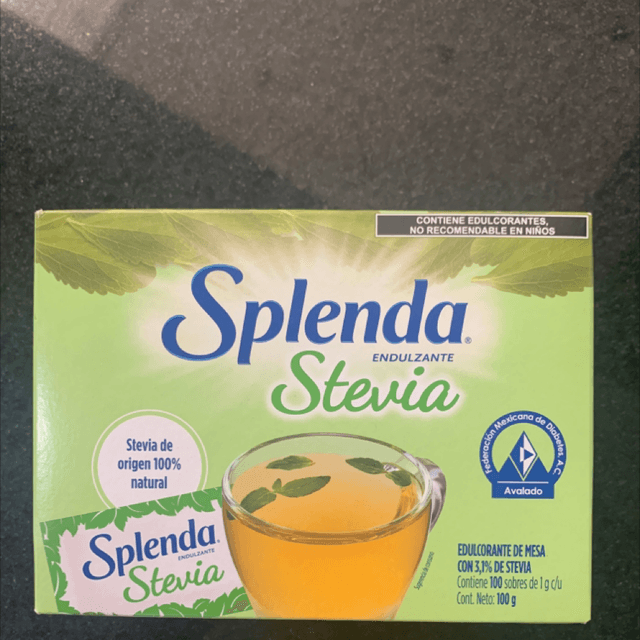 CONTIENE EDULCORANTES,
NO RECOMENDABLE EN NIÑOS
Splenda®
ENDULZANTE
Stevia
Stevia de
origen 100%
natural
Federación Mexicana de Diabetes, A.C.
Avalado
Splenda®
ENDULZANTE
Stevia
EDULCORANTE DE MESA
CON 3,1% DE STEVIA
Contiene 100 sobres de 1 g c/u
Cont. Neto: 100 g